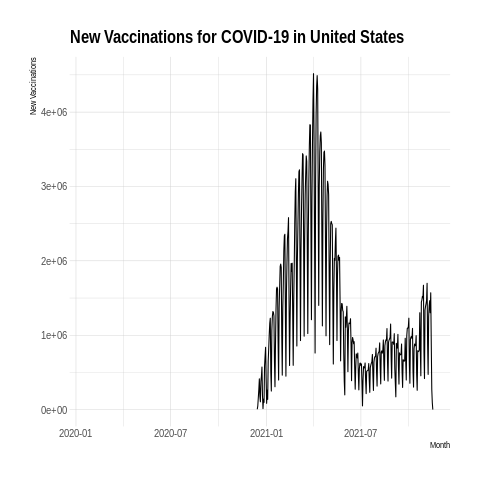 New Vaccinations for COVID-19 in United States
New Vaccinations
4e+06
3e+06
2e+06
1e+06
0e+00
2020-01
2020-07
2021-01
2021-07
Month